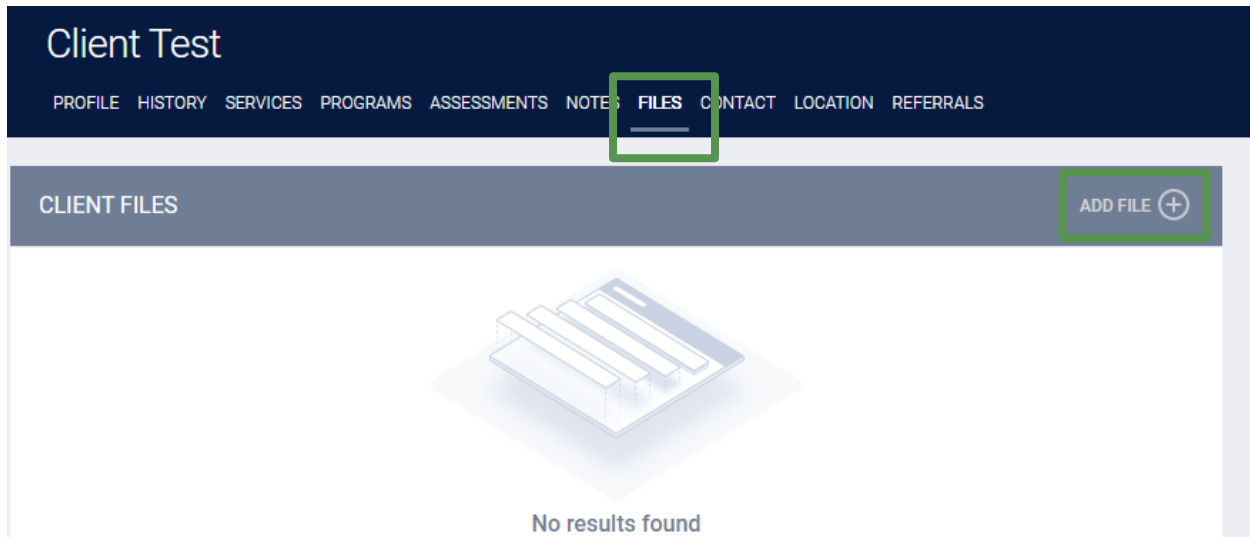 Client Test
PROFILE HISTORY SERVICES PROGRAMS ASSESSMENTS NOTES FILES CONTACT LOCATION REFERRALS
CLIENT FILES ADD FILE
No results found